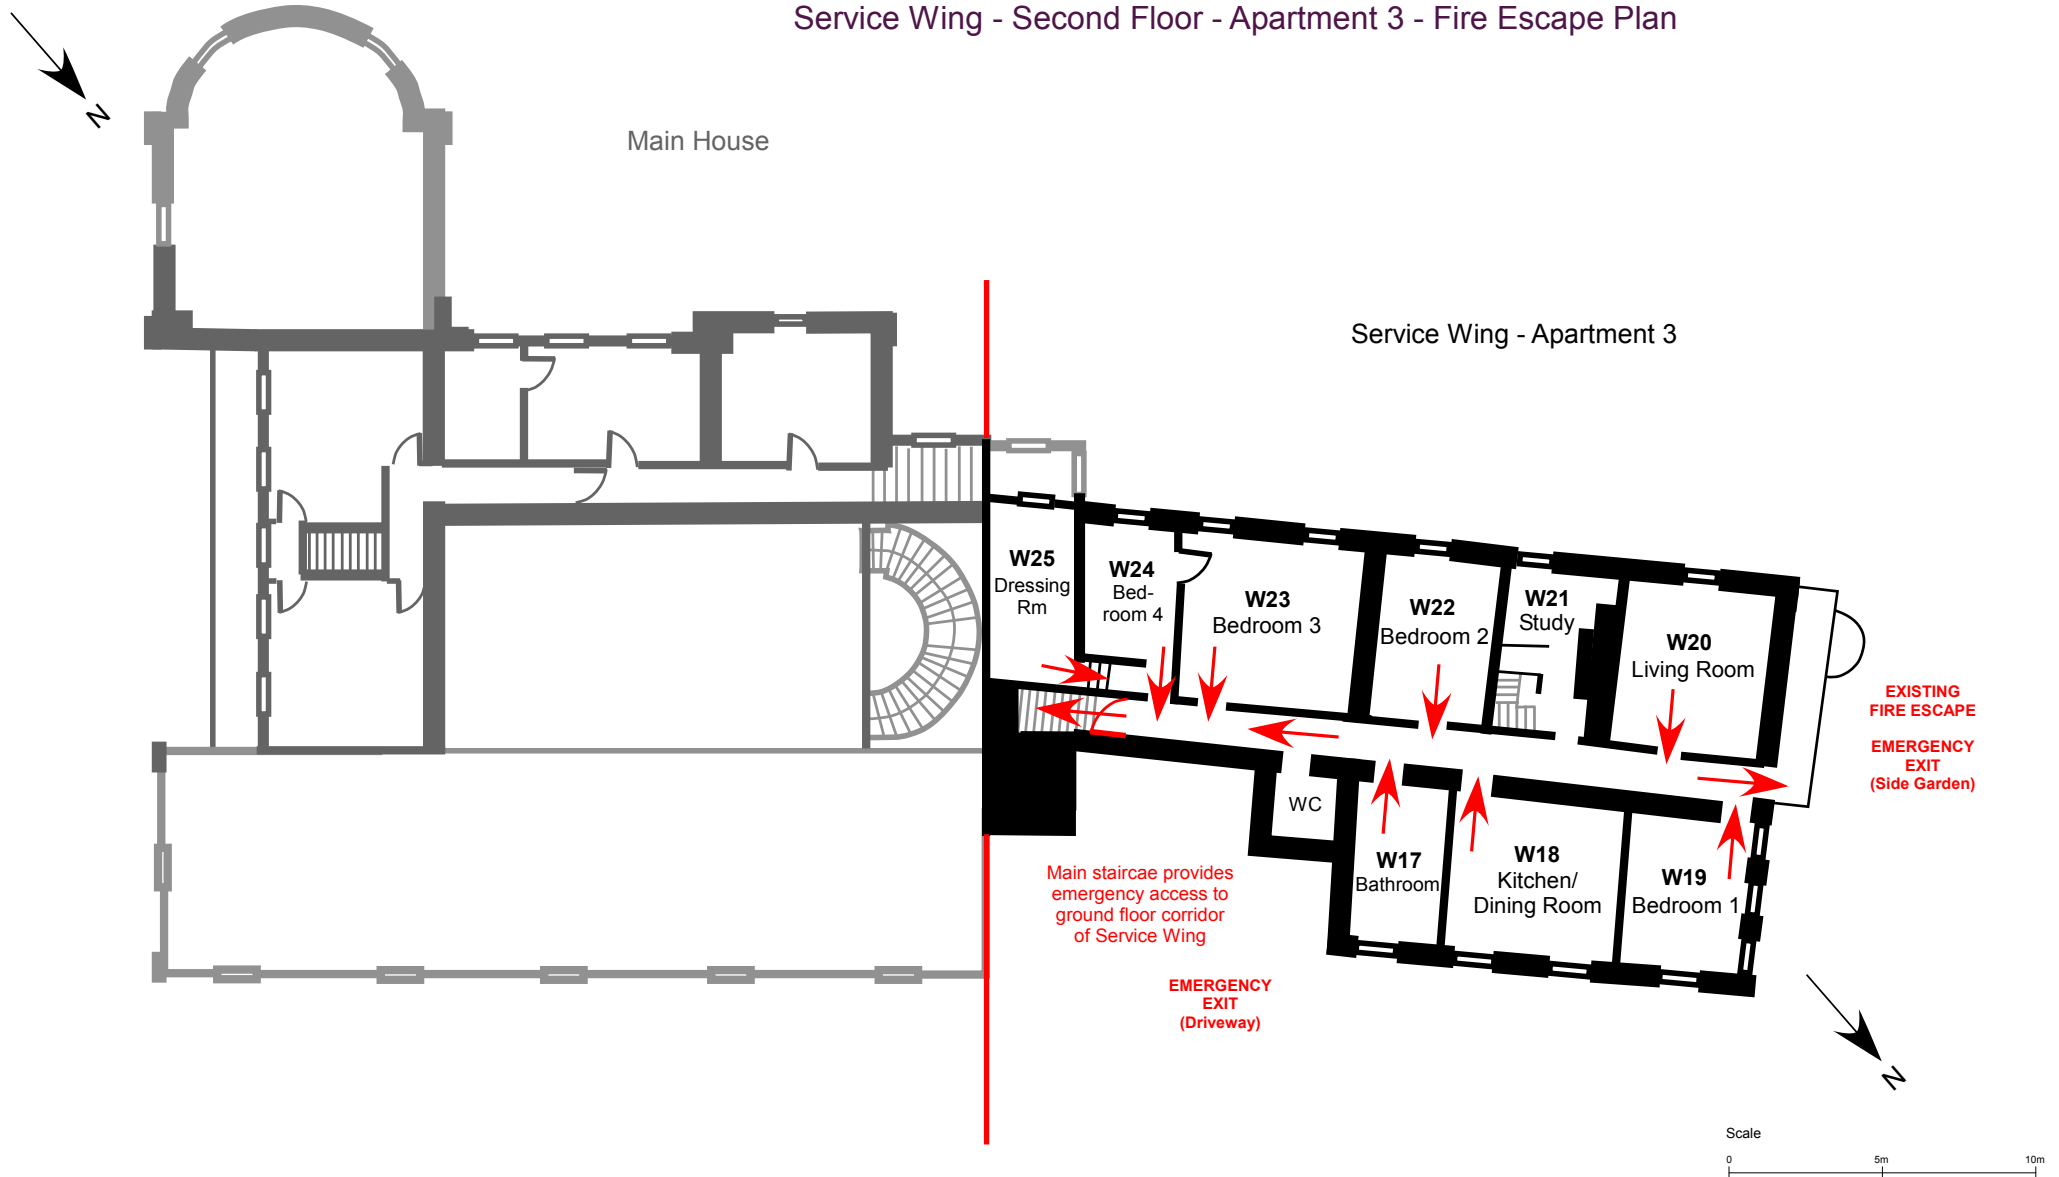 Service Wing - Second Floor - Apartment 3 - Fire Escape Plan
N
Main House
Service Wing - Apartment 3
W25
Dressing
Rm
W24
Bed-
room 4
W23
Bedroom 3
W22
Bedroom 2
W21
Study
W20
Living Room
EXISTING
FIRE ESCAPE
EMERGENCY
EXIT
(Side Garden)
WC
W17
Bathroom
W18
Kitchen/
Dining Room
W19
Bedroom 1
Main staircae provides
emergency access to
ground floor corridor
of Service Wing
EMERGENCY
EXIT
(Driveway)
N
Scale
0 5m 10m